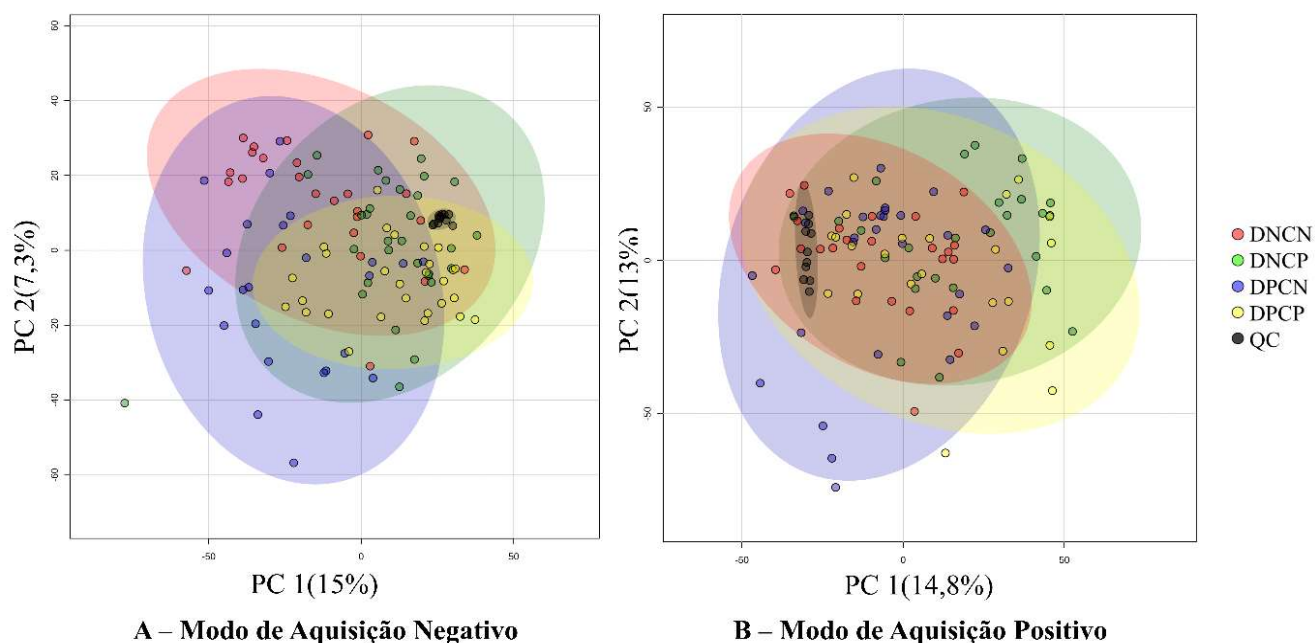 60
40
20
0
-20
-40
-60
PC 2(7,3%)
-50
0
50
PC 1(15%)
A – Modo de Aquisição Negativo
50
0
-50
PC 2(13%)
-50
0
50
PC 1(14,8%)
B – Modo de Aquisição Positivo
DNCN
DNCP
DPCN
DPCP
QC